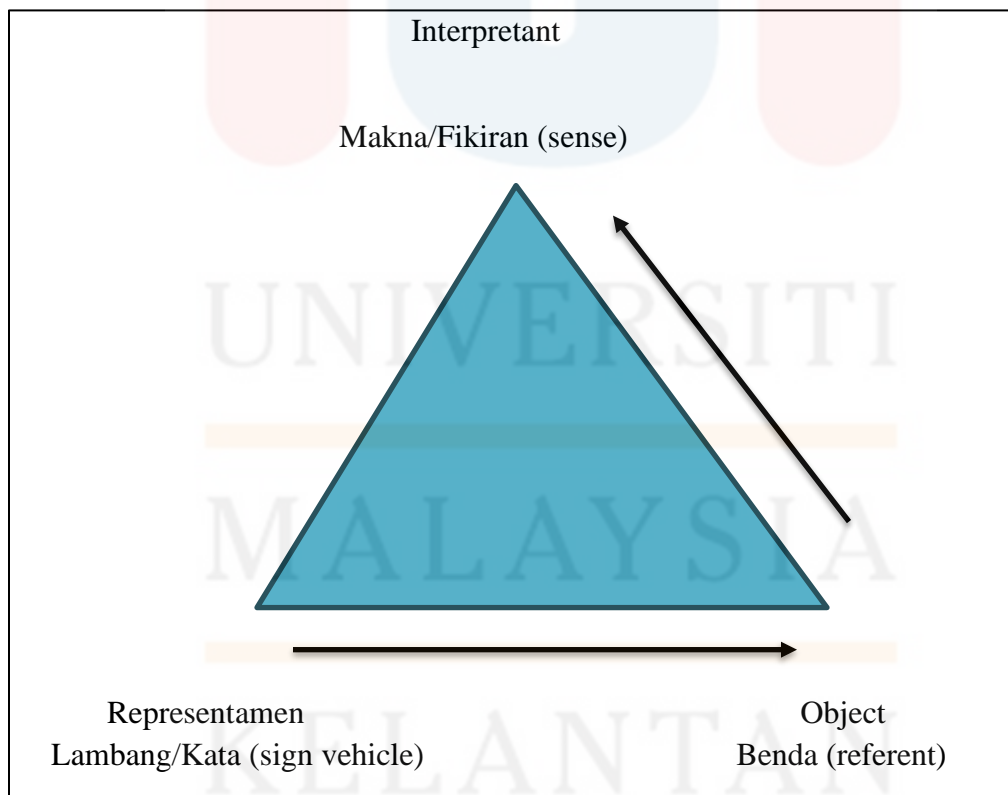 Interpretant
Makna/Fikiran (sense)
UNIVERSITI
MALAYSIA
Representamen
Object
Lambang/Kata (sign vehicle)
Benda (referent)
KELANTAN